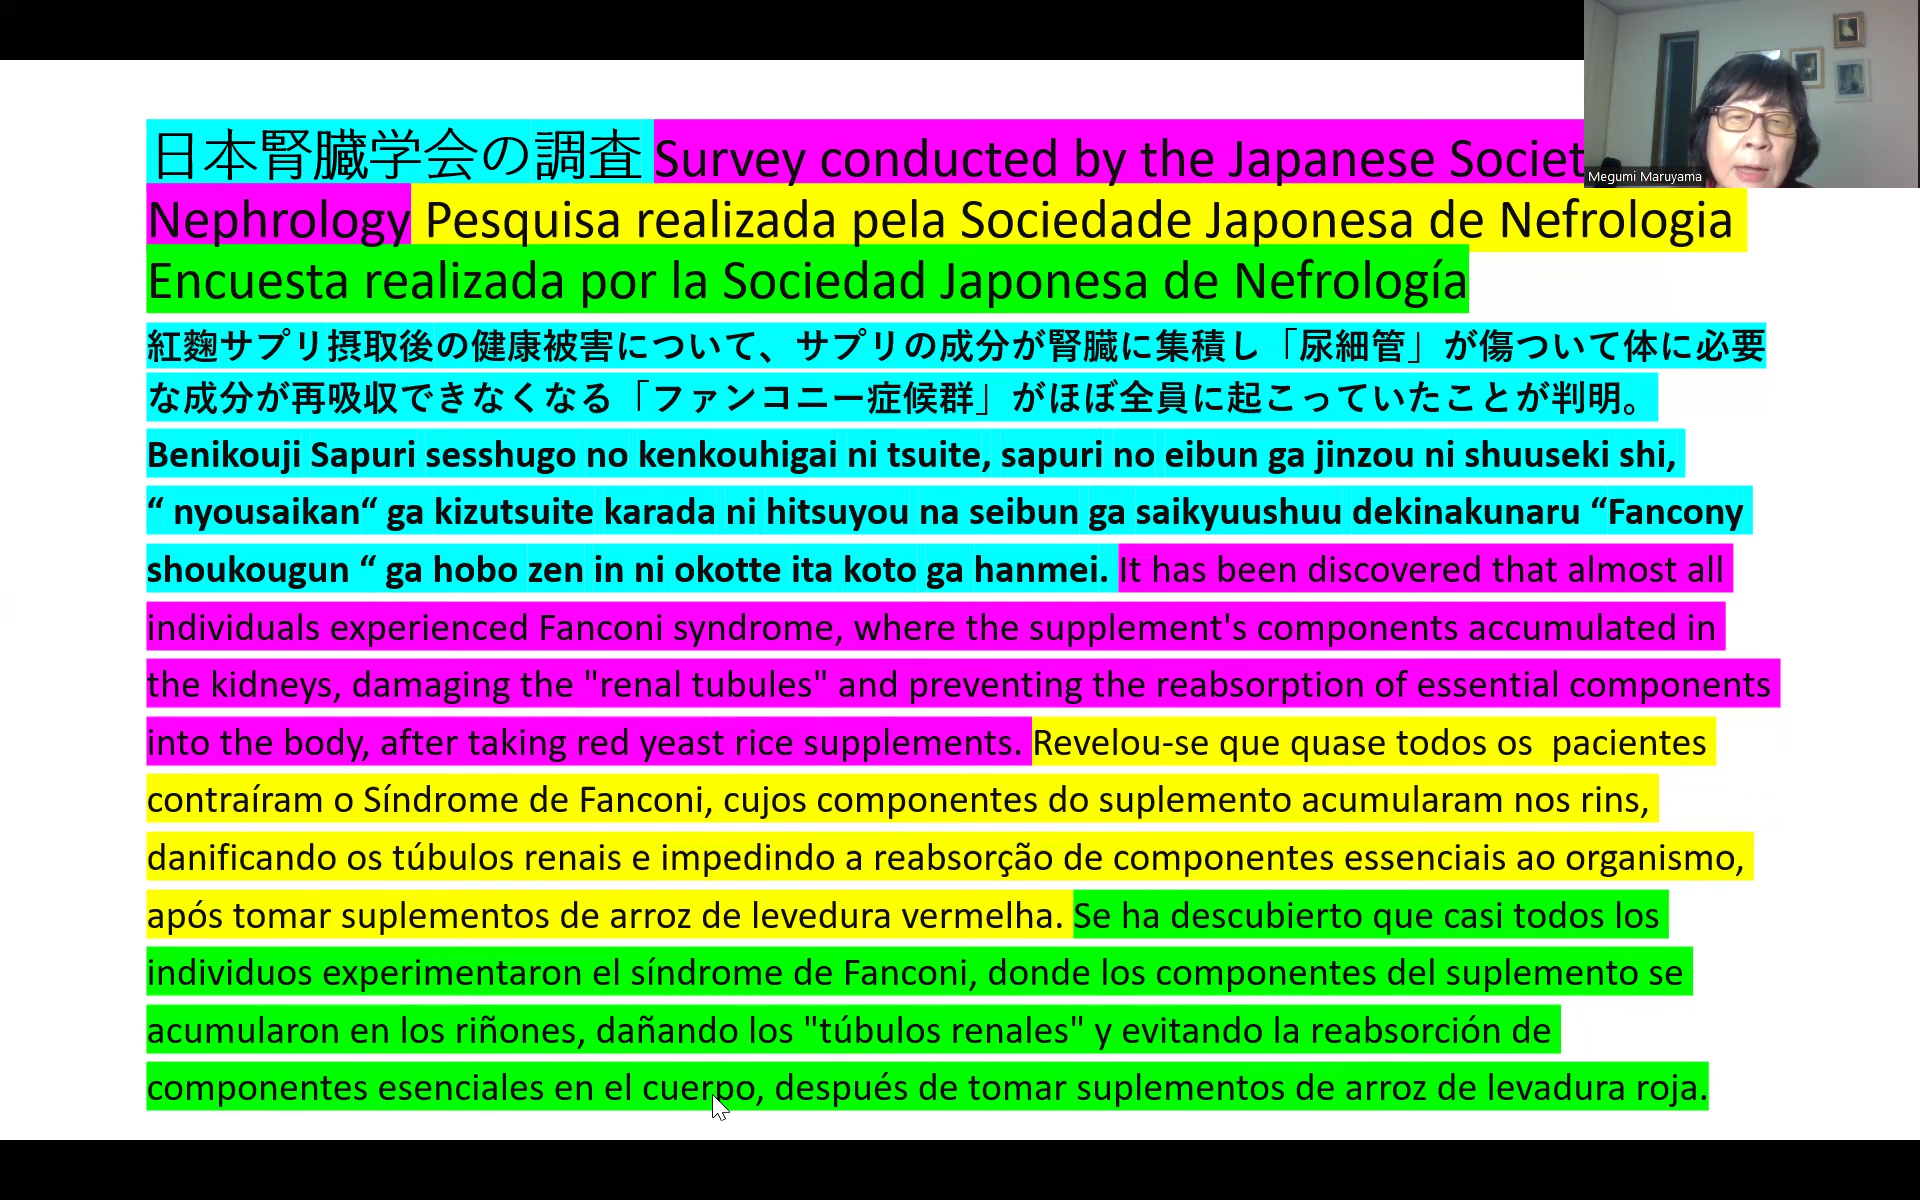 日本腎臓学会の調査 Survey conducted by the Japanese Societ
Nephrology Pesquisa realizada pela Sociedade Japonesa de Nefrologia
Encuesta realizada por la Sociedad Japonesa de Nefrología
紅麴サプリ摂取後の健康被害について、サプリの成分が腎臓に集積し「尿細管」が傷ついて体に必要
な成分が再吸収できなくなる「ファンコニー症候群」がほぼ全員に起こっていたことが判明。
Benikouji Sapuri sesshugo no kenkouhigai ni tsuite, sapuri no eibun ga jinzou ni shuuseki shi,
“ nyousaikan“ ga kizutsuite karada ni hitsuyou na seibun ga saikyuushuu dekinakunaru “Fancony
shoukougun “ ga hobo zen in ni okotte ita koto ga hanmei. It has been discovered that almost all
individuals experienced Fanconi syndrome, where the supplement's components accumulated in
the kidneys, damaging the "renal tubules" and preventing the reabsorption of essential components
into the body, after taking red yeast rice supplements. Revelou-se que quase todos os  pacientes
contraíram o Síndrome de Fanconi, cujos componentes do suplemento acumularam nos rins,
danificando os túbulos renais e impedindo a reabsorção de componentes essenciais ao organismo,
após tomar suplementos de arroz de levedura vermelha. Se ha descubierto que casi todos los
individuos experimentaron el síndrome de Fanconi, donde los componentes del suplemento se
acumularon en los riñones, dañando los "túbulos renales" y evitando la reabsorción de
componentes esenciales en el cuerpo, después de tomar suplementos de arroz de levadura roja.
Megumi Maruyama